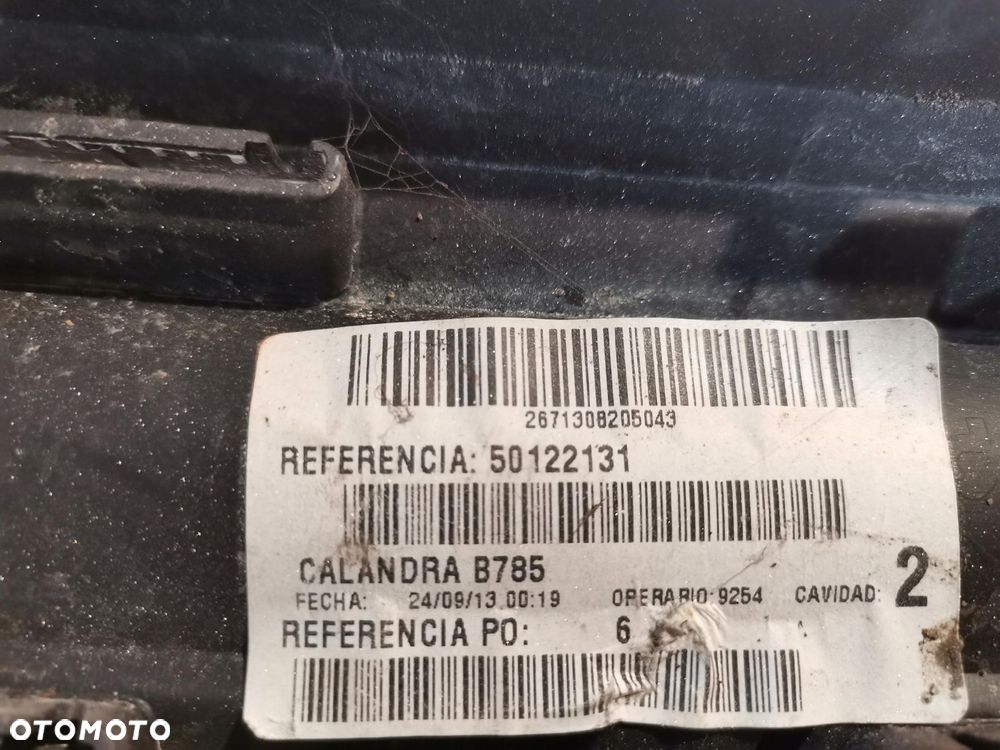 2671308205043
REFERENCIA: 50122131
CALANDRA B785
FECHA: 24/09/13 00:19 OPERARIO: 9254 CAVIDAD: 2
REFERENCIA PO: 6
OTOMOTO